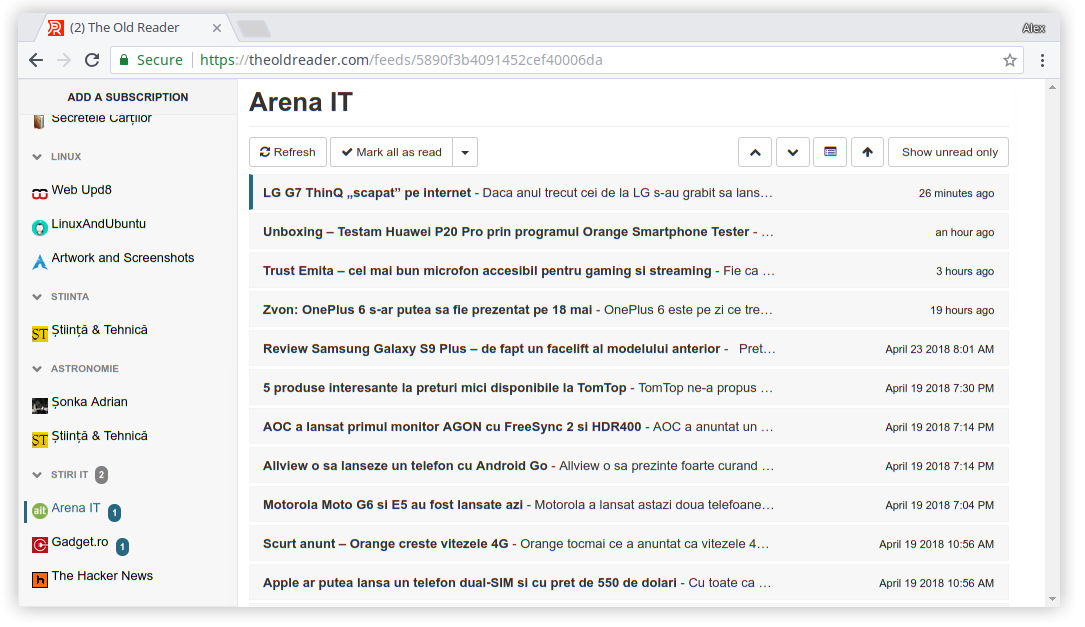 (2) The Old Reader
Alex
Secure https://theoldreader.com/feeds/5890f3b4091452cef40006da
ADD A SUBSCRIPTION
Secretele Cărților
LINUX
Web Upd8
LinuxAndUbuntu
Artwork and Screenshots
STIINTA
Știință & Tehnică
ASTRONOMIE
Șonka Adrian
Știință & Tehnică
STIRI IT 2
Arena IT 1
Gadget.ro 1
The Hacker News
Arena IT
Refresh Mark all as read Show unread only
LG G7 ThinQ „scapat” pe internet - Daca anul trecut cei de la LG s-au grabit sa lans… 26 minutes ago
Unboxing – Testam Huawei P20 Pro prin programul Orange Smartphone Tester - … an hour ago
Trust Emita – cel mai bun microfon accesibil pentru gaming si streaming - Fie ca … 3 hours ago
Zvon: OnePlus 6 s-ar putea sa fie prezentat pe 18 mai - OnePlus 6 este pe zi ce tre… 19 hours ago
Review Samsung Galaxy S9 Plus – de fapt un facelift al modelului anterior - Pret… April 23 2018 8:01 AM
5 produse interesante la preturi mici disponibile la TomTop - TomTop ne-a propus … April 19 2018 7:30 PM
AOC a lansat primul monitor AGON cu FreeSync 2 si HDR400 - AOC a anuntat un … April 19 2018 7:14 PM
Allview o sa lanseze un telefon cu Android Go - Allview o sa prezinte foarte curand … April 19 2018 7:14 PM
Motorola Moto G6 si E5 au fost lansate azi - Motorola a lansat astazi doua telefoane… April 19 2018 7:04 PM
Scurt anunt – Orange creste vitezele 4G - Orange tocmai ce a anuntat ca vitezele 4… April 19 2018 10:56 AM
Apple ar putea lansa un telefon dual-SIM si cu pret de 550 de dolari - Cu toate ca … April 19 2018 10:56 AM